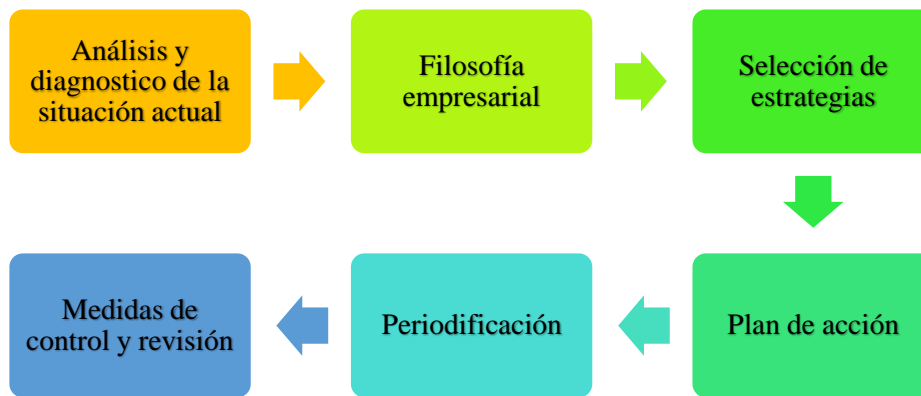 Análisis y
diagnostico de la
situación actual
Filosofía
empresarial
Selección de
estrategias
Plan de acción
Periodificación
Medidas de
control y revisión